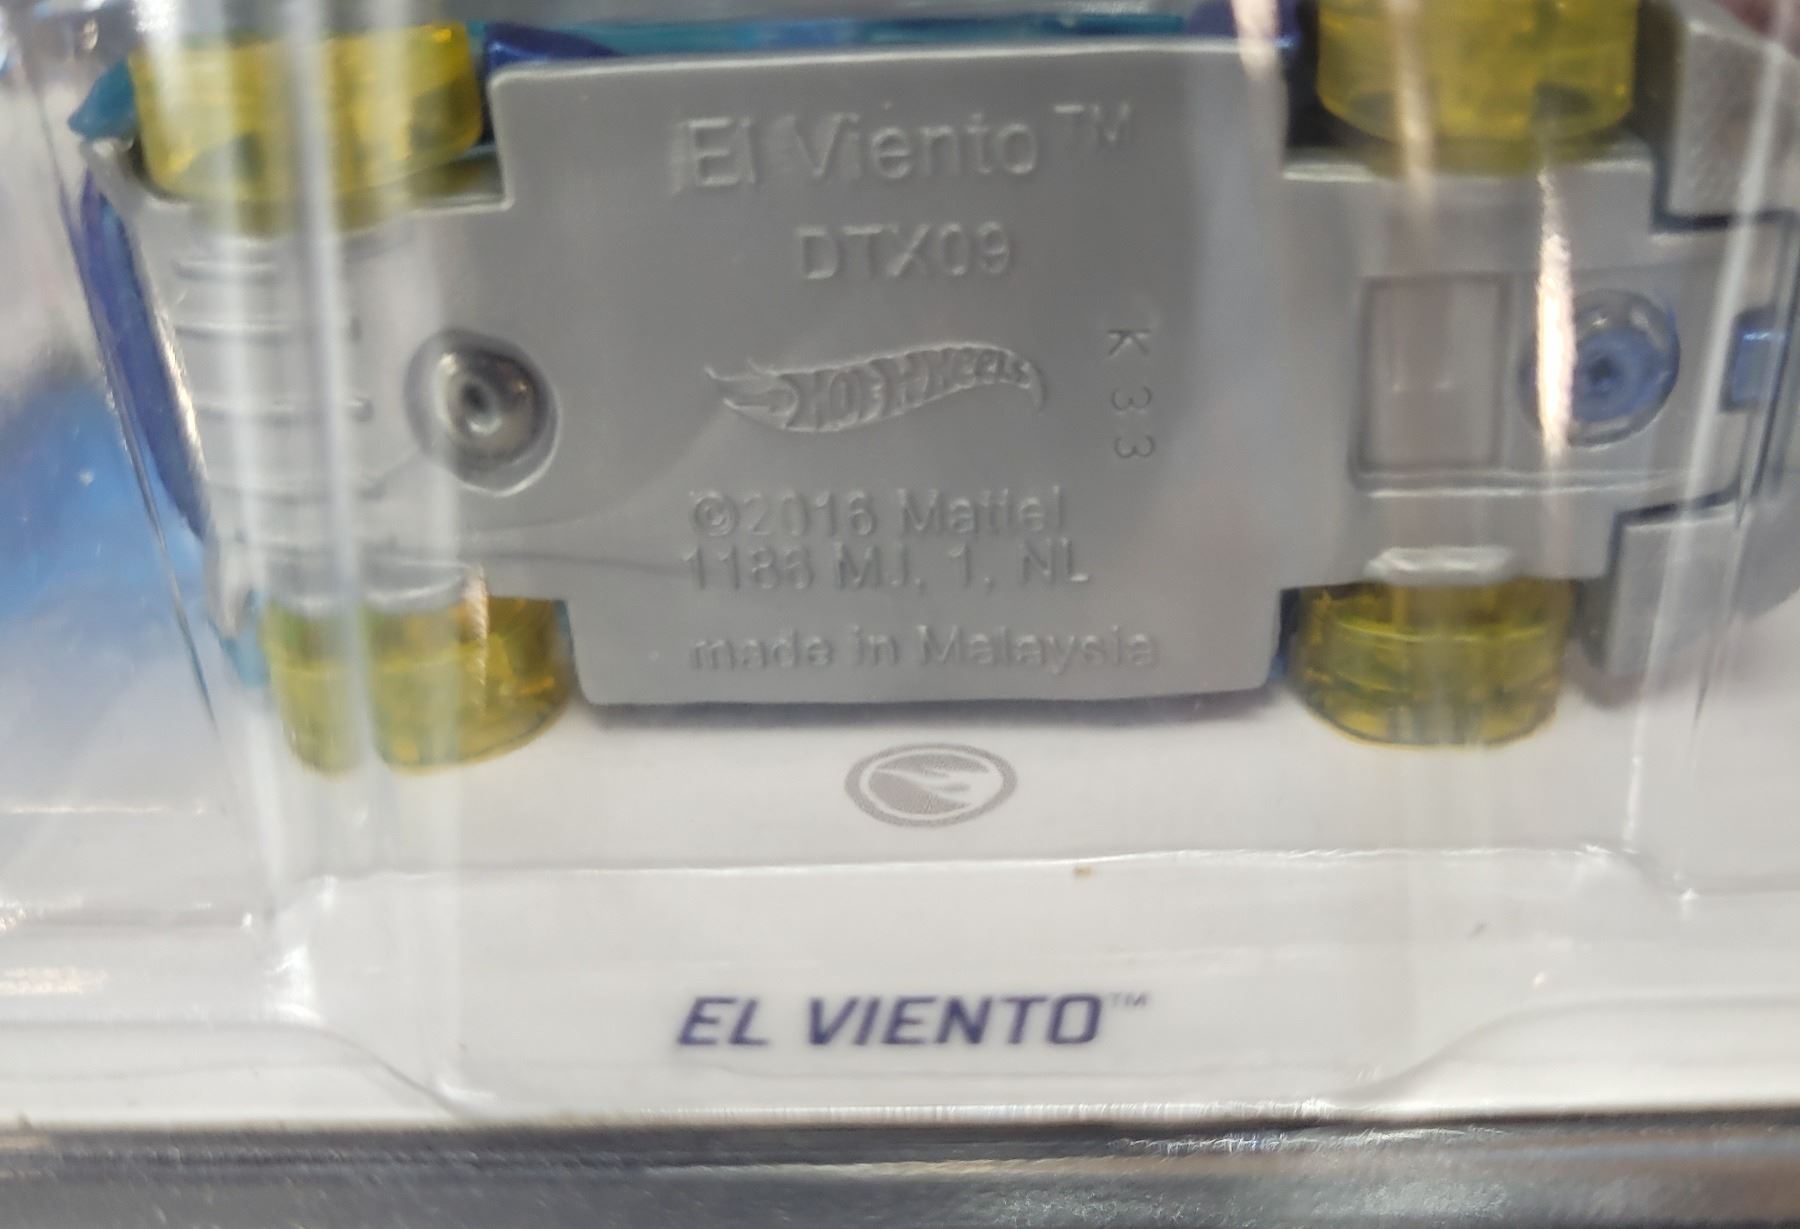 El Viento™
DTX09
HOT WHEELS
K33
©2016 Mattel
1186 MJ, 1, NL
made in Malaysia
EL VIENTO™